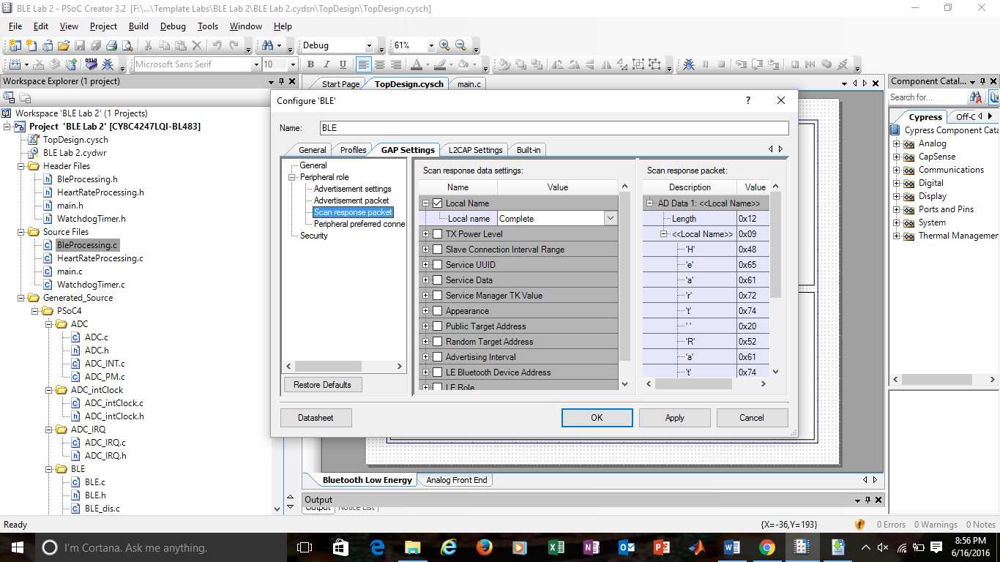 BLE Lab 2 - PSoC Creator 3.2 [F:\...\Template Labs\BLE Lab 2\BLE Lab 2.cydsn\TopDesign\TopDesign.cysch]
File Edit View Project Build Debug Tools Window Help
Debug 61%
Microsoft Sans Serif 10 B I U
Workspace Explorer (1 project)
Workspace 'BLE Lab 2' (1 Projects)
Project 'BLE Lab 2' [CY8C4247LQI-BL483]
TopDesign.cysch
BLE Lab 2.cydwr
Header Files
BleProcessing.h
HeartRateProcessing.h
main.h
WatchdogTimer.h
Source Files
BleProcessing.c
HeartRateProcessing.c
main.c
WatchdogTimer.c
Generated_Source
PSoC4
ADC
ADC.c
ADC.h
ADC_INT.c
ADC_PM.c
ADC_intClock
ADC_intClock.c
ADC_intClock.h
ADC_IRQ
ADC_IRQ.c
ADC_IRQ.h
BLE
BLE.c
BLE.h
BLE_dis.c
Start Page TopDesign.cysch main.c
Configure 'BLE' ?
Name: BLE
General Profiles GAP Settings L2CAP Settings Built-in
General
Peripheral role
Advertisement settings
Advertisement packet
Scan response packet
Peripheral preferred conne
Security
Restore Defaults
Scan response data settings:
Name Value
Local Name
Local name Complete
TX Power Level
Slave Connection Interval Range
Service UUID
Service Data
Service Manager TK Value
Appearance
Public Target Address
Random Target Address
Advertising Interval
LE Bluetooth Device Address
LE Role
Scan response packet:
Description Value
AD Data 1: <<Local Name>>
Length 0x12
<<Local Name>> 0x09
'H' 0x48
'e' 0x65
'a' 0x61
'r' 0x72
't' 0x74
' ' 0x20
'R' 0x52
'a' 0x61
't' 0x74
Datasheet OK Apply Cancel
Bluetooth Low Energy Analog Front End
Output
Output Notice List
Component Catal...
Search for...
Cypress Off-C
Cypress Component Cata
Analog
CapSense
Communications
Digital
Display
Ports and Pins
System
Thermal Managemen
Ready {X=-36,Y=193} 0 Errors 0 Warnings 0 Notes
I'm Cortana. Ask me anything.
8:56 PM
6/16/2016